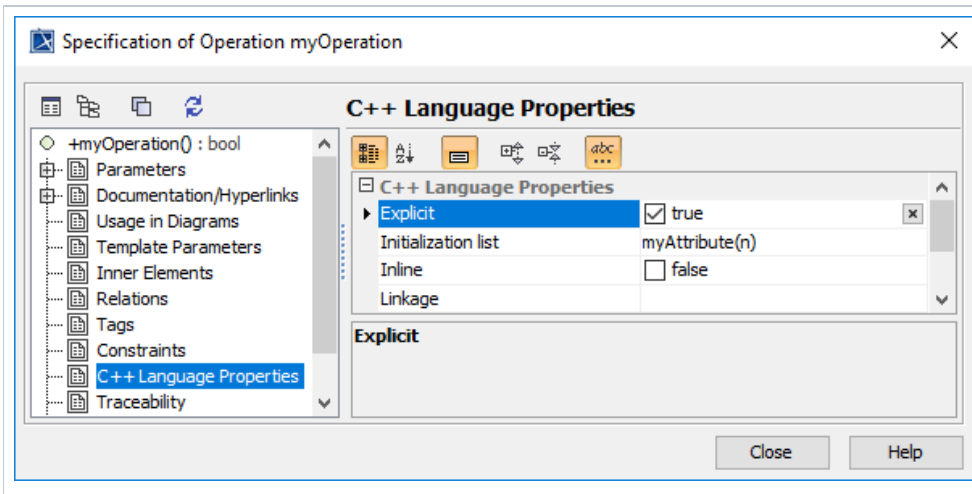 Specification of Operation myOperation
C++ Language Properties
+myOperation() : bool
Parameters
Documentation/Hyperlinks
Usage in Diagrams
Template Parameters
Inner Elements
Relations
Tags
Constraints
C++ Language Properties
Traceability
A
Z
abc
C++ Language Properties
Explicit true
Initialization list myAttribute(n)
Inline false
Linkage
Explicit
Close Help